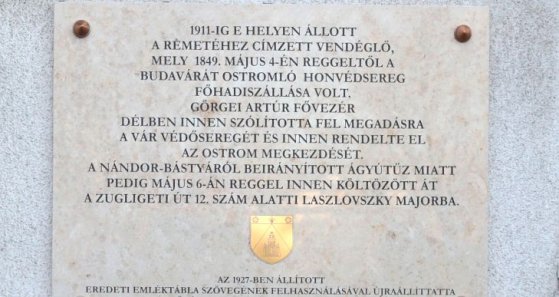 1911-IG E HELYEN ÁLLOTT
A REMETÉHEZ CÍMZETT VENDÉGLŐ,
MELY 1849. MÁJUS 4-ÉN REGGELTŐL A
BUDAVÁRÁT OSTROMLÓ HONVÉDSEREG
FŐHADISZÁLLÁSA VOLT.
GÖRGEI ARTÚR FŐVEZÉR
DÉLBEN INNEN SZÓLÍTOTTA FEL MEGADÁSRA
A VÁR VÉDŐSEREGÉT ÉS INNEN RENDELTE EL
AZ OSTROM MEGKEZDÉSÉT.
A NÁNDOR-BÁSTYÁRÓL BEIRÁNYÍTOTT ÁGYÚTŰZ MIATT
PEDIG MÁJUS 6-ÁN REGGEL INNEN KÖLTÖZÖTT ÁT
A ZUGLIGETI ÚT 12. SZÁM ALATTI LASZLOVSZKY MAJORBA.
AZ 1927-BEN ÁLLÍTOTT
EREDETI EMLÉKTÁBLA SZÖVEGÉNEK FELHASZNÁLÁSÁVAL ÚJRAÁLLÍTTATTA